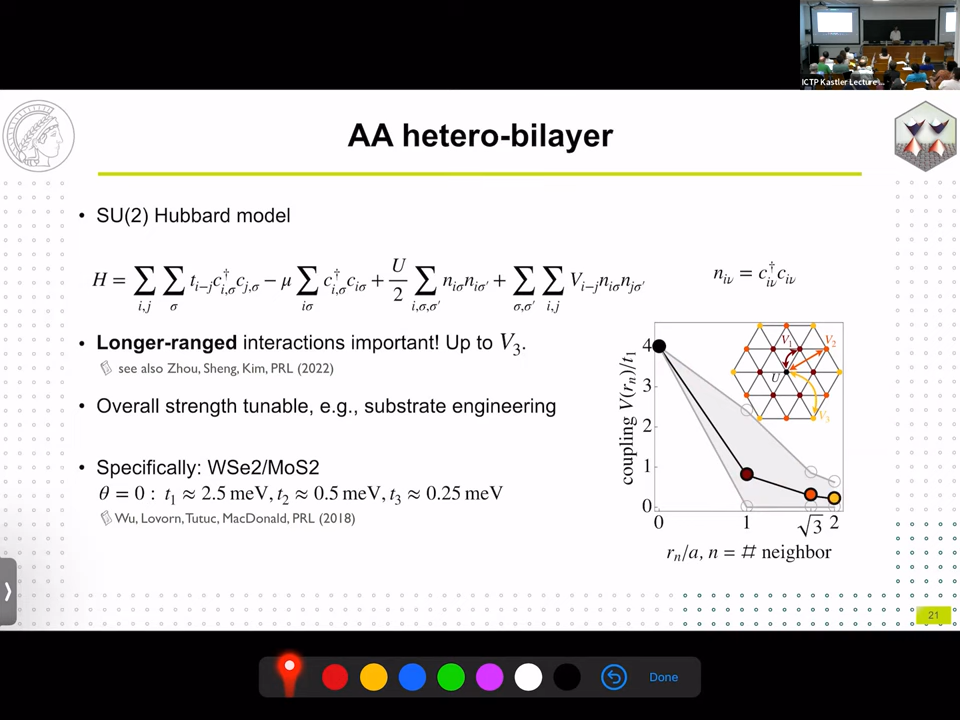 ICTP Kastler Lecture ...
AA hetero-bilayer
• SU(2) Hubbard model
H = ∑_{i,j} ∑_σ t_{i−j} c†_{i,σ} c_{j,σ} − μ ∑_{iσ} c†_{i,σ} c_{iσ} + U/2 ∑_{i,σ,σ′} n_{iσ} n_{iσ′} + ∑_{σ,σ′} ∑_{i,j} V_{i−j} n_{iσ} n_{jσ′}
n_{iν} = c†_{iν} c_{iν}
• Longer-ranged interactions important! Up to V₃.
see also Zhou, Sheng, Kim, PRL (2022)
• Overall strength tunable, e.g., substrate engineering
• Specifically: WSe2/MoS2
θ = 0 : t₁ ≈ 2.5 meV, t₂ ≈ 0.5 meV, t₃ ≈ 0.25 meV
Wu, Lovorn, Tutuc, MacDonald, PRL (2018)
coupling V(rₙ)/t₁
4
3
2
1
0
V₁
V₂
U
V₃
0 1 √3 2
rₙ/a, n = # neighbor
21
Done